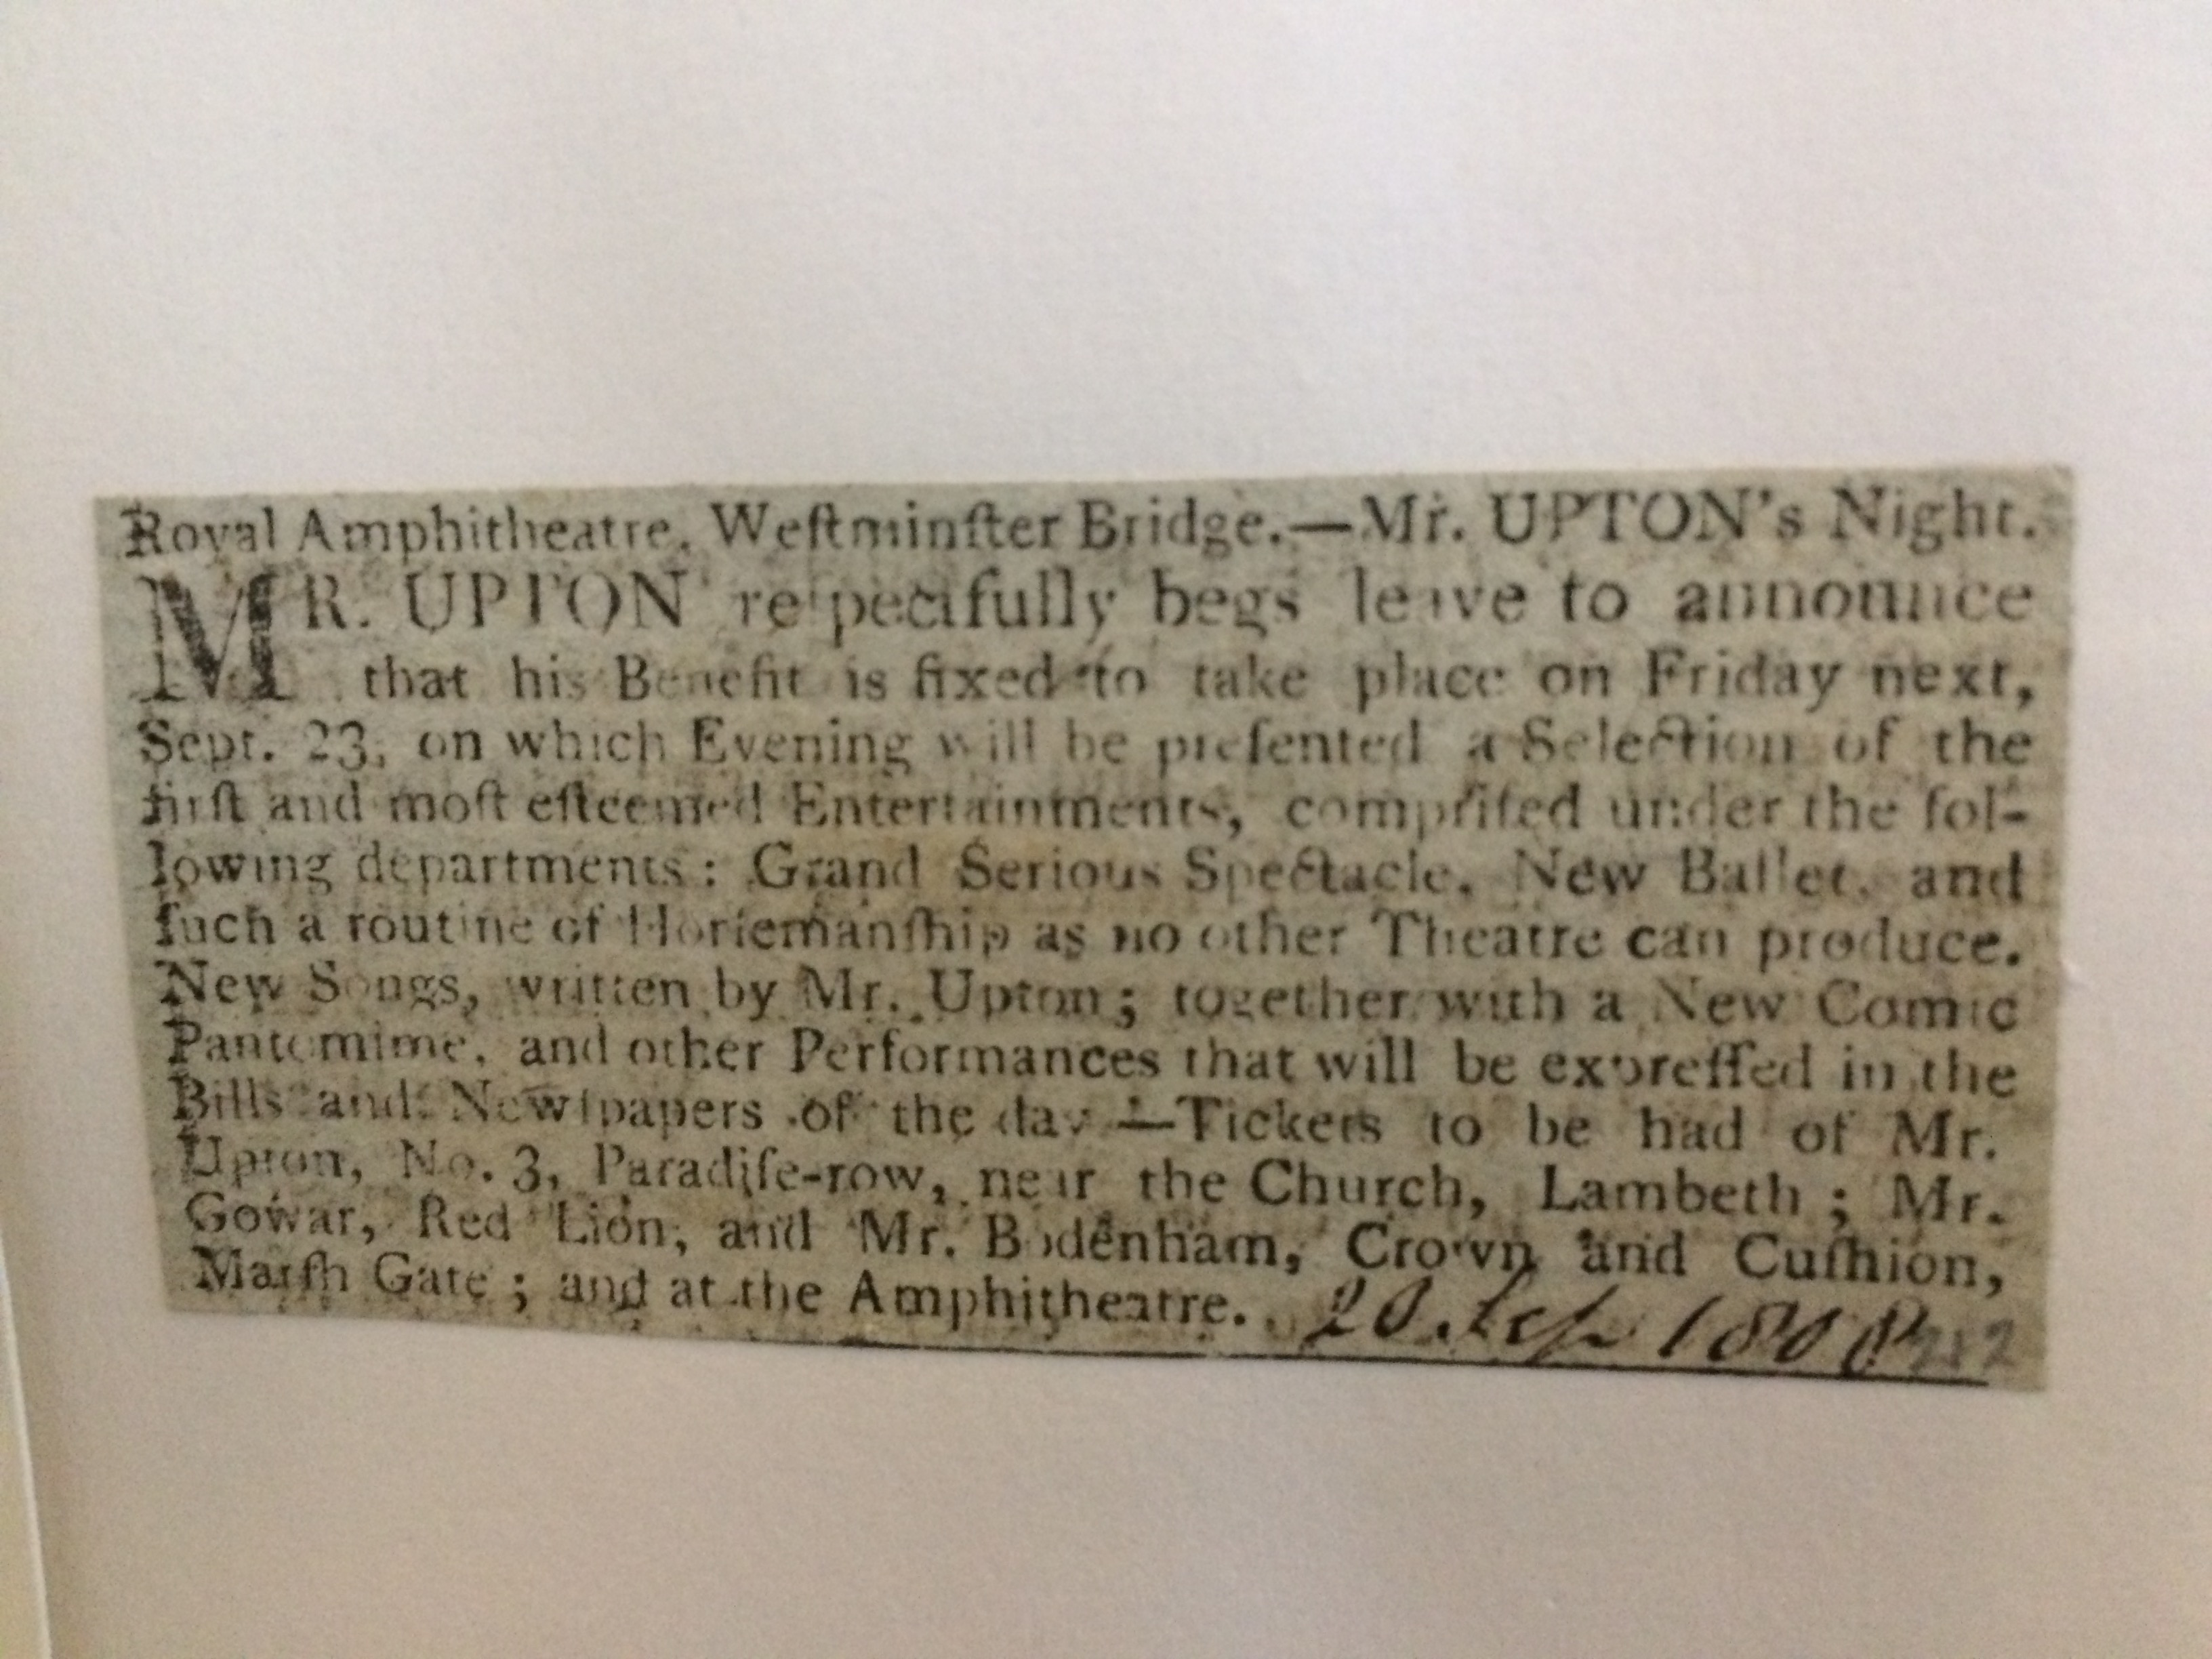 Royal Amphitheatre, Weſtminſter Bridge.—Mr. UPTON's Night.
MR. UPTON reſpectfully begs leave to announce
that his Benefit is fixed to take place on Friday next,
Sept. 23, on which Evening will be preſented a Selection of the
firſt and moſt eſteemed Entertainments, compriſed under the fol-
lowing departments: Grand Serious Spectacle, New Ballet, and
ſuch a routine of Horſemanſhip as no other Theatre can produce.
New Songs, written by Mr. Upton; together with a New Comic
Pantomime, and other Performances that will be expreſſed in the
Bills and Newſpapers of the day.—Tickets to be had of Mr.
Upton, No. 3, Paradiſe-row, near the Church, Lambeth; Mr.
Gowar, Red Lion, and Mr. Bodenham, Crown and Cuſhion,
Marſh Gate; and at the Amphitheatre. 20. Sep 1808 212